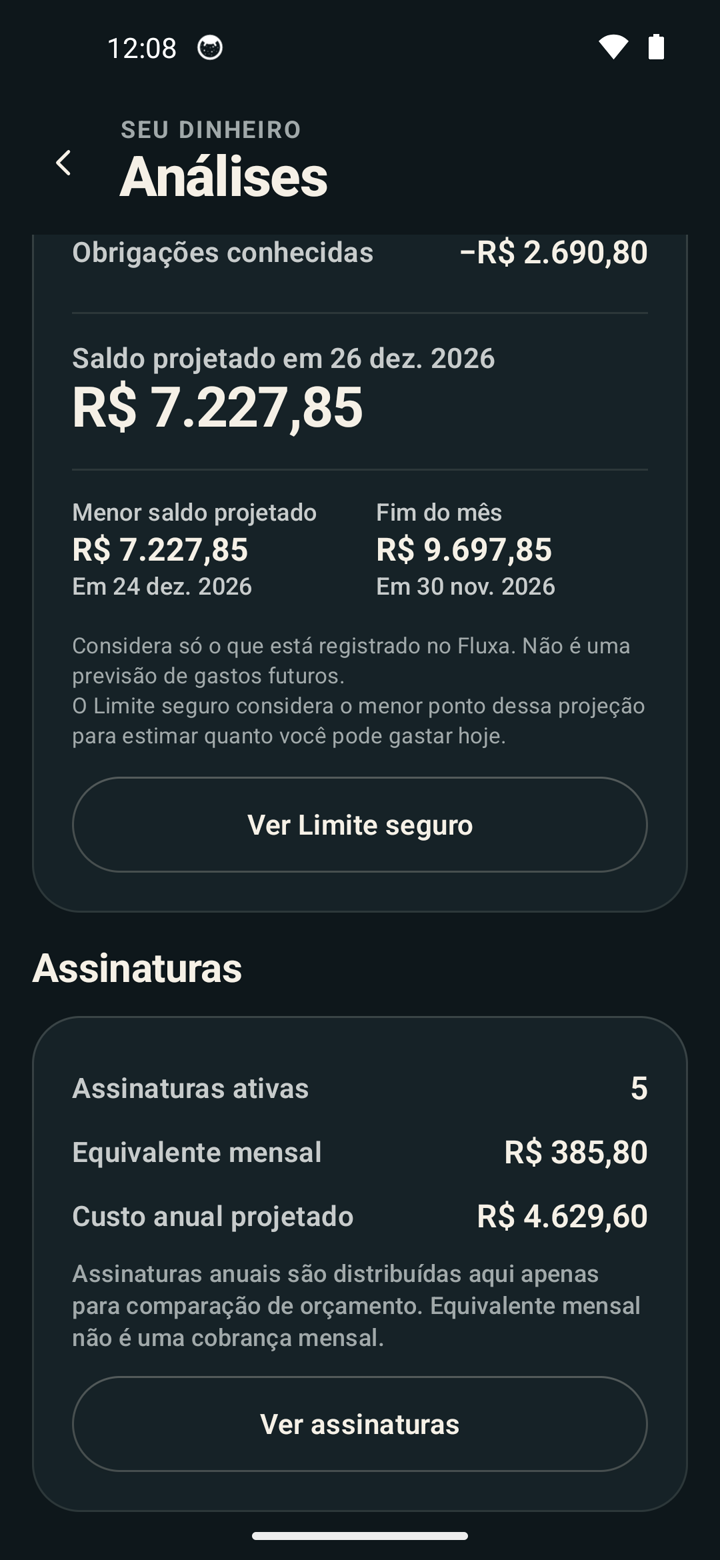 12:08
SEU DINHEIRO
Análises
Obrigações conhecidas −R$ 2.690,80
Saldo projetado em 26 dez. 2026
R$ 7.227,85
Menor saldo projetado Fim do mês
R$ 7.227,85 R$ 9.697,85
Em 24 dez. 2026 Em 30 nov. 2026
Considera só o que está registrado no Fluxa. Não é uma
previsão de gastos futuros.
O Limite seguro considera o menor ponto dessa projeção
para estimar quanto você pode gastar hoje.
Ver Limite seguro
Assinaturas
Assinaturas ativas 5
Equivalente mensal R$ 385,80
Custo anual projetado R$ 4.629,60
Assinaturas anuais são distribuídas aqui apenas
para comparação de orçamento. Equivalente mensal
não é uma cobrança mensal.
Ver assinaturas